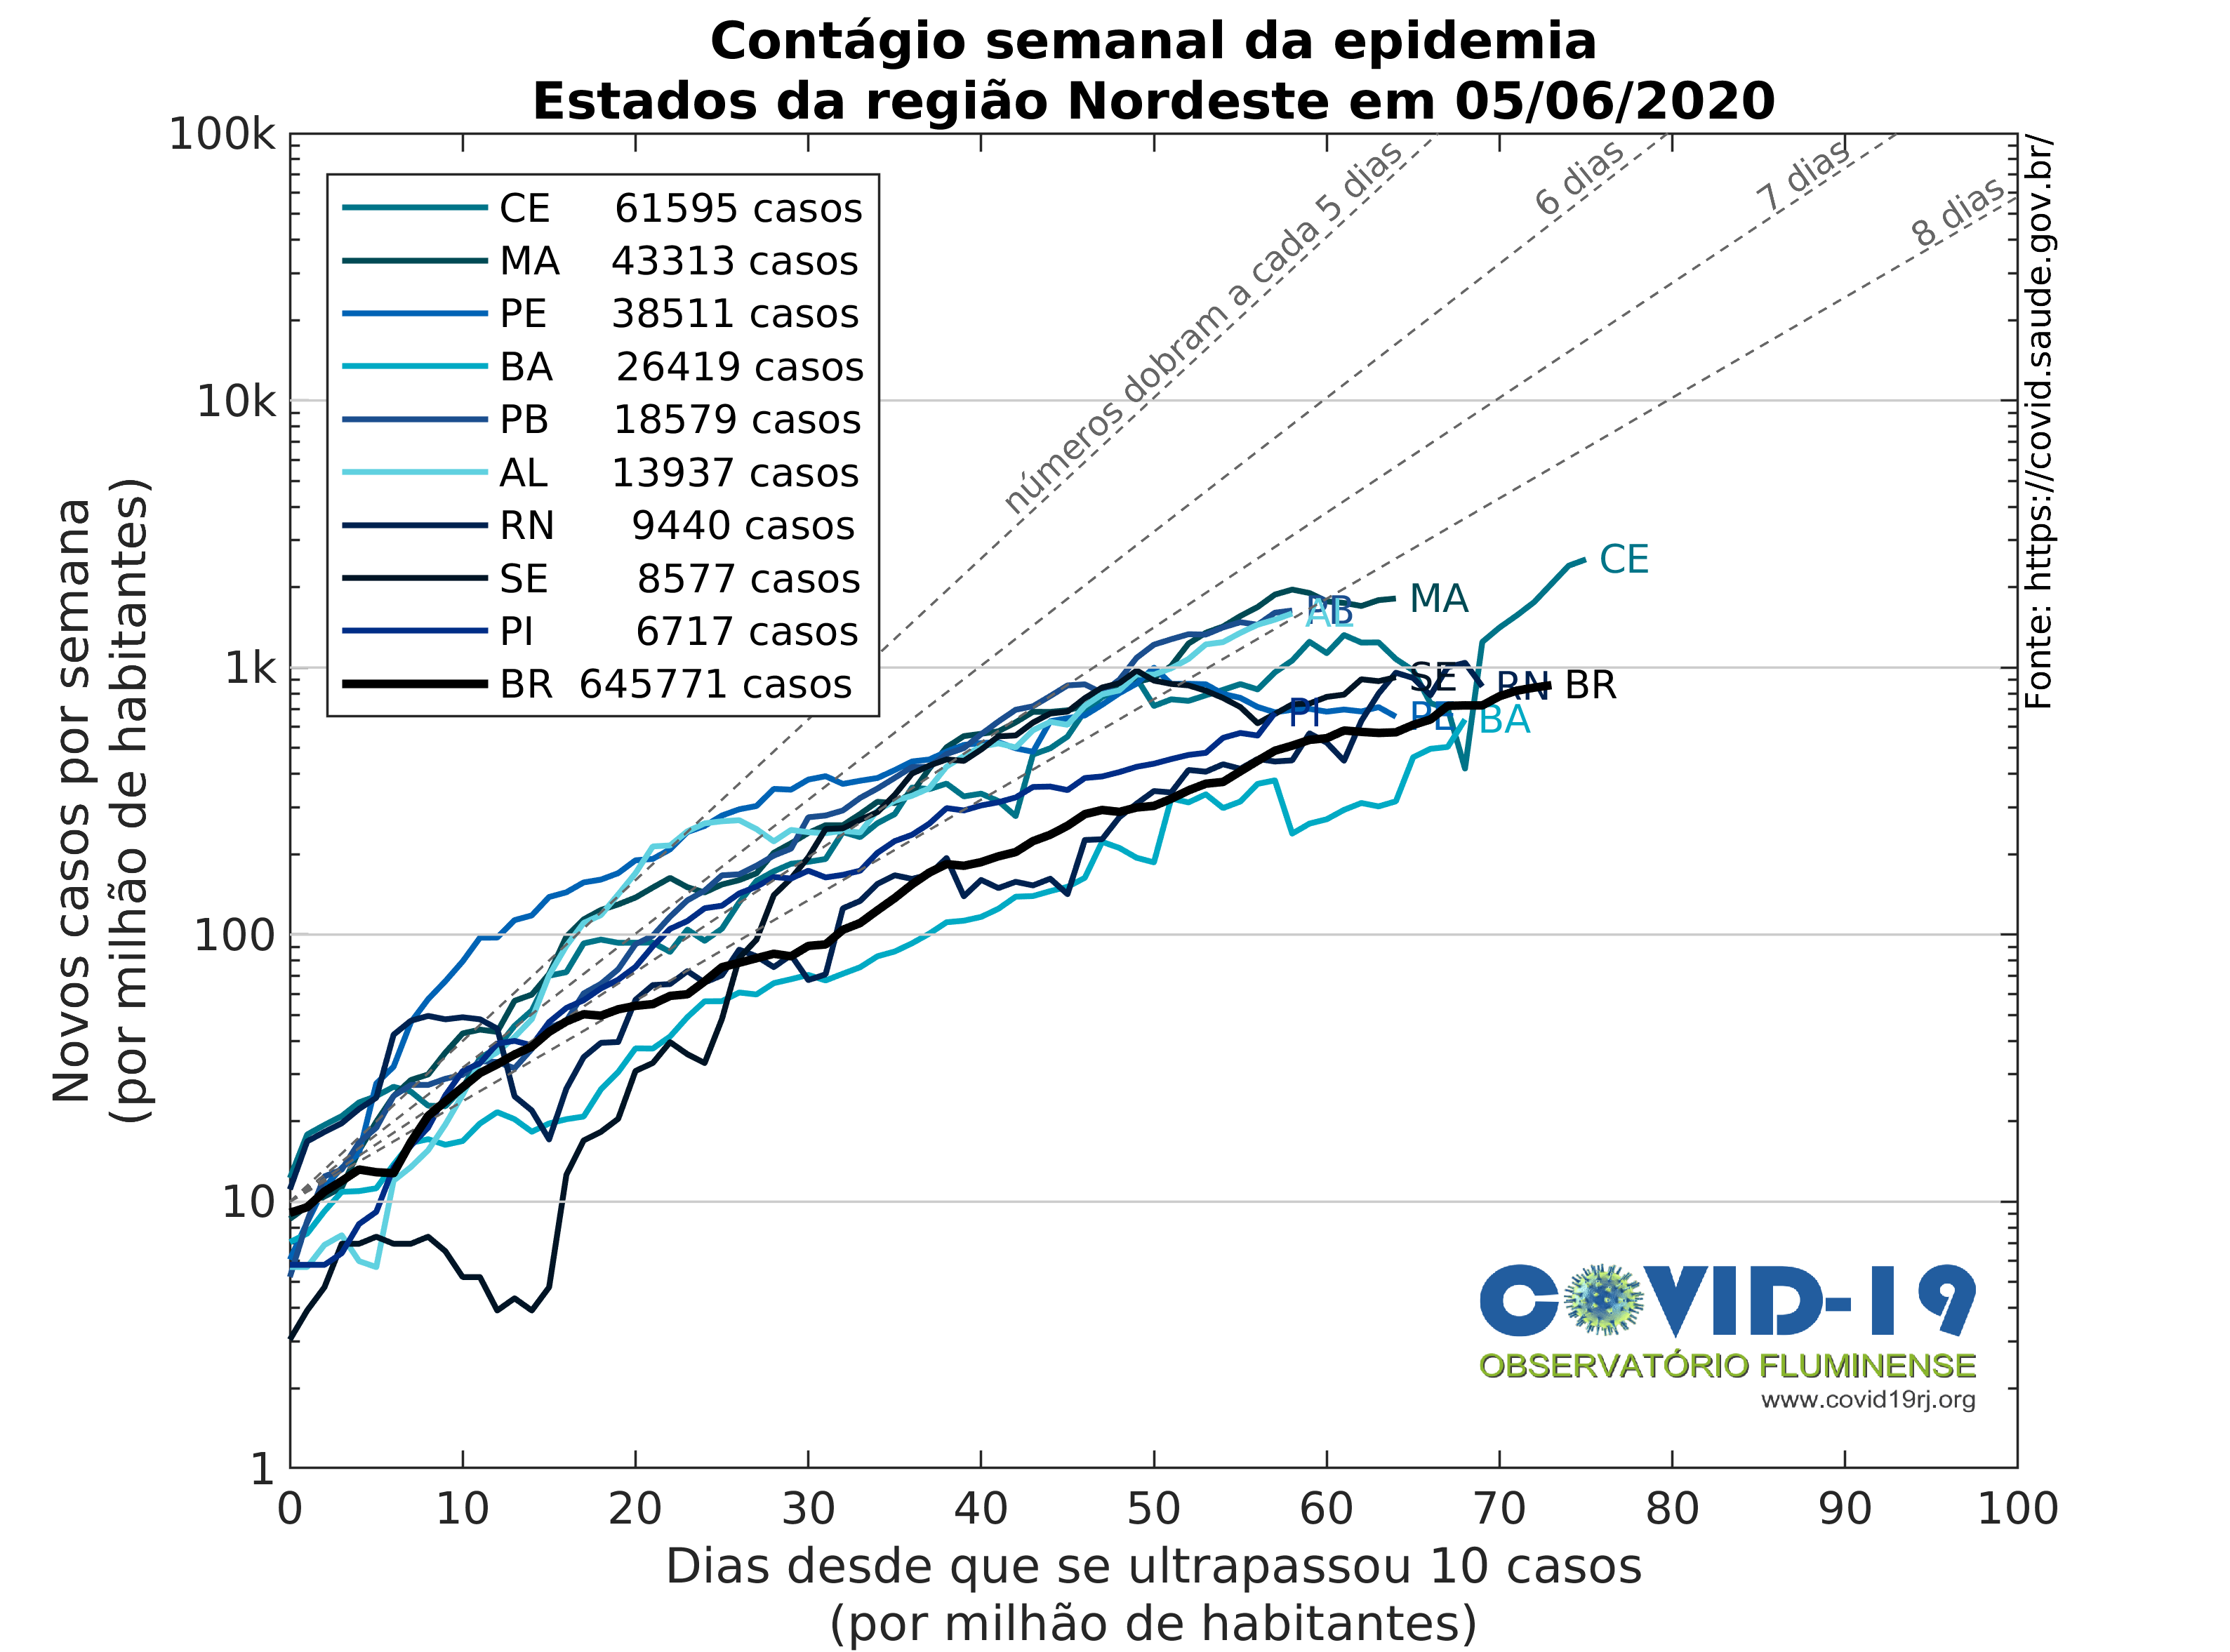 Contágio semanal da epidemia
Estados da região Nordeste em 05/06/2020
100k
10k
1k
100
10
1
Novos casos por semana
(por milhão de habitantes)
CE 61595 casos
MA 43313 casos
PE 38511 casos
BA 26419 casos
PB 18579 casos
AL 13937 casos
RN 9440 casos
SE 8577 casos
PI 6717 casos
BR 645771 casos
números dobram a cada 5 dias
6 dias
7 dias
8 dias
CE
MA
PB
AL
SE
RN
BR
PI
PE
BA
Fonte: https://covid.saude.gov.br/
COVID-19
OBSERVATÓRIO FLUMINENSE
www.covid19rj.org
0 10 20 30 40 50 60 70 80 90 100
Dias desde que se ultrapassou 10 casos
(por milhão de habitantes)